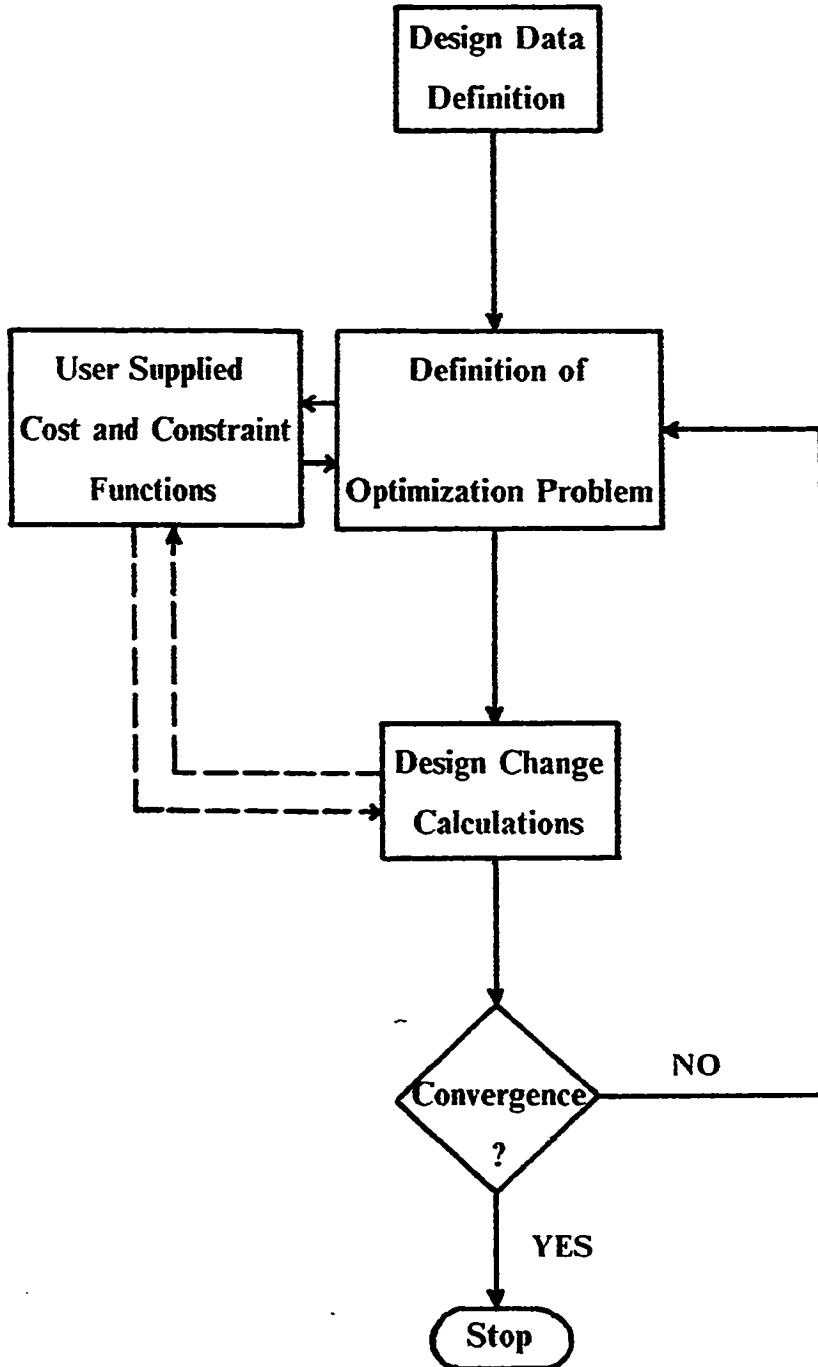 Design Data
Definition
User Supplied
Cost and Constraint
Functions
Definition of
Optimization Problem
Design Change
Calculations
Convergence
?
NO
YES
Stop